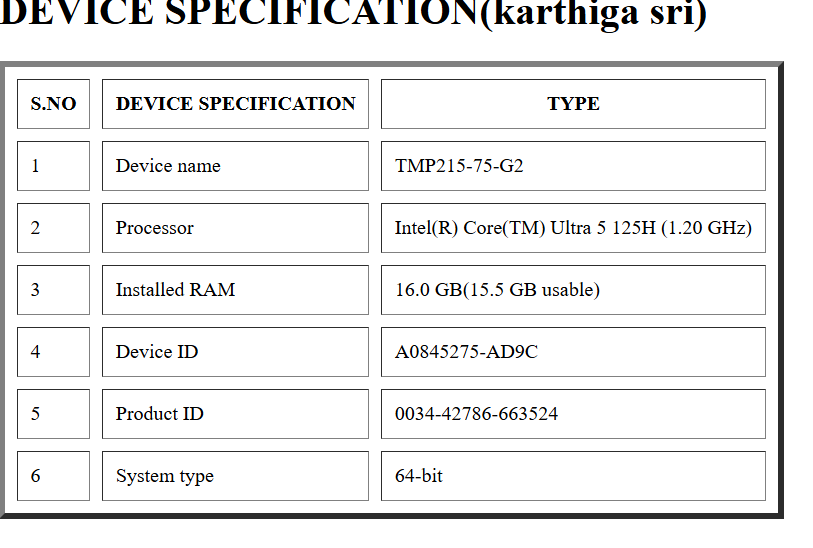 DEVICE SPECIFICATION(karthiga sri)
S.NO DEVICE SPECIFICATION TYPE
1 Device name TMP215-75-G2
2 Processor Intel(R) Core(TM) Ultra 5 125H (1.20 GHz)
3 Installed RAM 16.0 GB(15.5 GB usable)
4 Device ID A0845275-AD9C
5 Product ID 0034-42786-663524
6 System type 64-bit